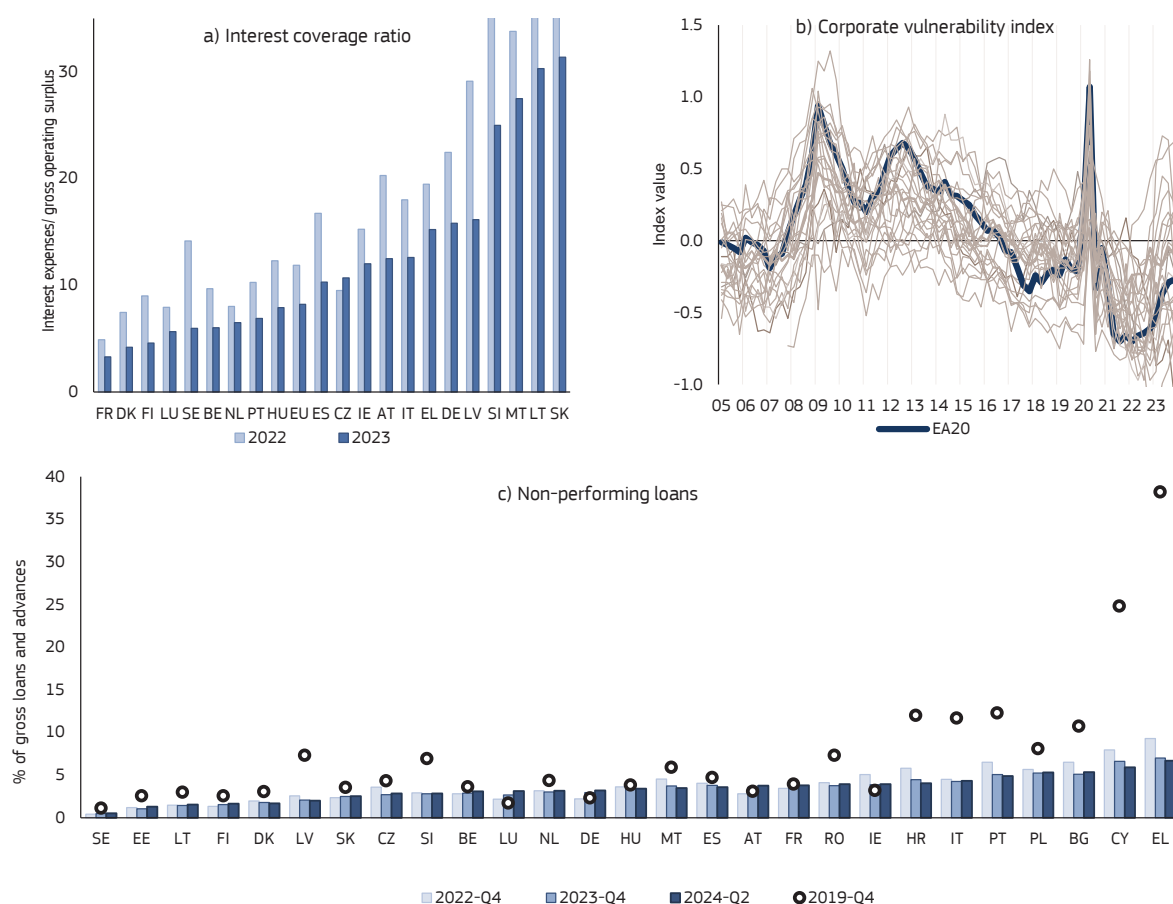 a) Interest coverage ratio
Interest expenses/ gross operating surplus
30
20
10
0
FR DK FI LU SE BE NL PT HU EU ES CZ IE AT IT EL DE LV SI MT LT SK
2022 2023
b) Corporate vulnerability index
Index value
1.5
1.0
0.5
0.0
-0.5
-1.0
05 06 07 08 09 10 11 12 13 14 15 16 17 18 19 20 21 22 23
EA20
c) Non-performing loans
% of gross loans and advances
40
35
30
25
20
15
10
5
0
SE EE LT FI DK LV SK CZ SI BE LU NL DE HU MT ES AT FR RO IE HR IT PT PL BG CY EL
2022-Q4 2023-Q4 2024-Q2 2019-Q4